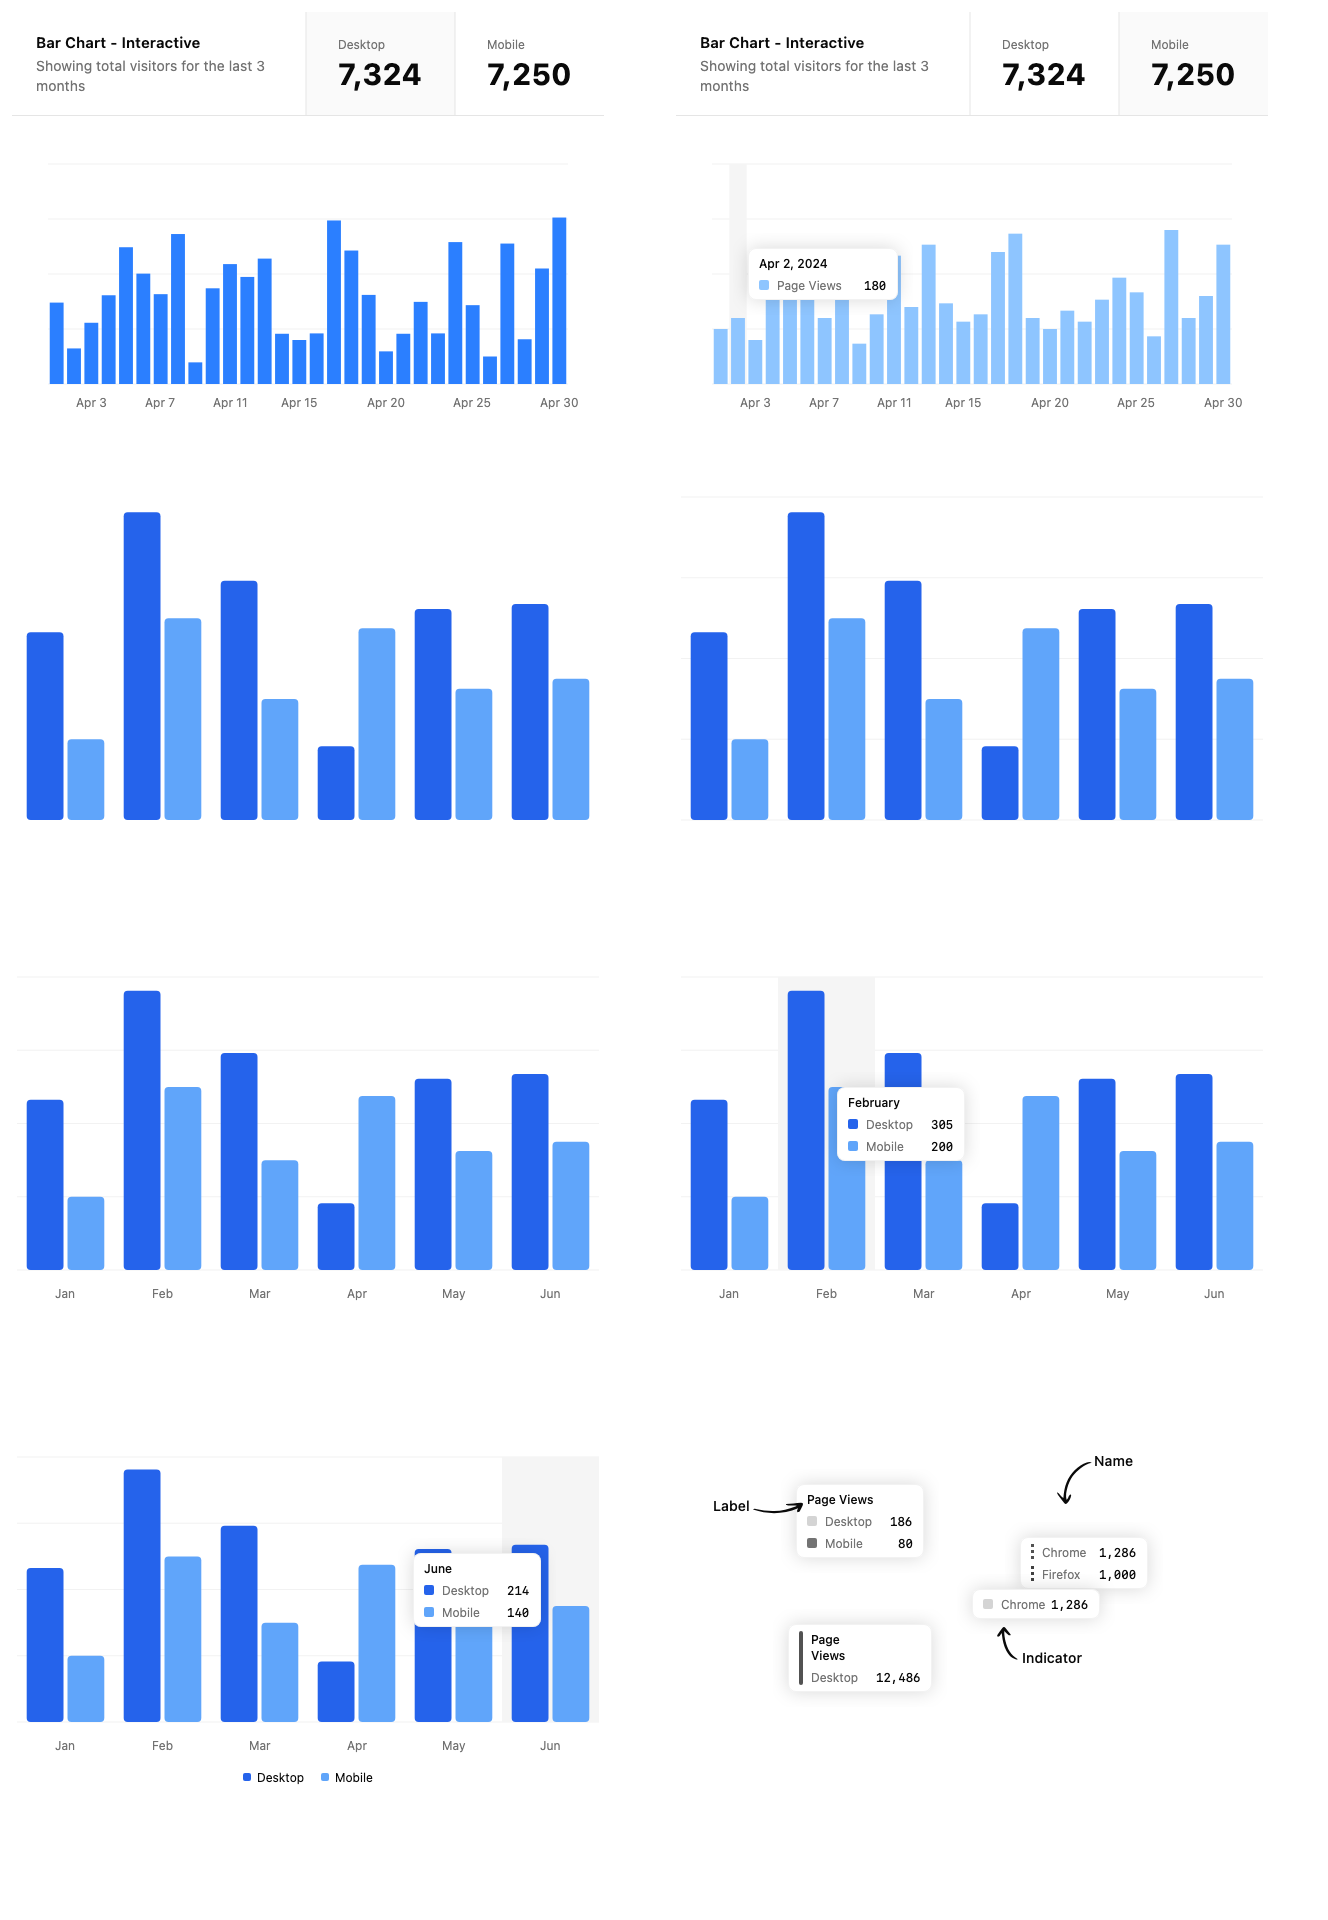 Bar Chart - Interactive
Showing total visitors for the last 3
months
Desktop
7,324
Mobile
7,250
Bar Chart - Interactive
Showing total visitors for the last 3
months
Desktop
7,324
Mobile
7,250
Apr 3 Apr 7 Apr 11 Apr 15 Apr 20 Apr 25 Apr 30
Apr 2, 2024
Page Views 180
Apr 3 Apr 7 Apr 11 Apr 15 Apr 20 Apr 25 Apr 30
Jan Feb Mar Apr May Jun
February
Desktop 305
Mobile 200
Jan Feb Mar Apr May Jun
June
Desktop 214
Mobile 140
Jan Feb Mar Apr May Jun
Desktop Mobile
Label
Page Views
Desktop 186
Mobile 80
Name
Chrome 1,286
Firefox 1,000
Chrome 1,286
Indicator
Page
Views
Desktop 12,486